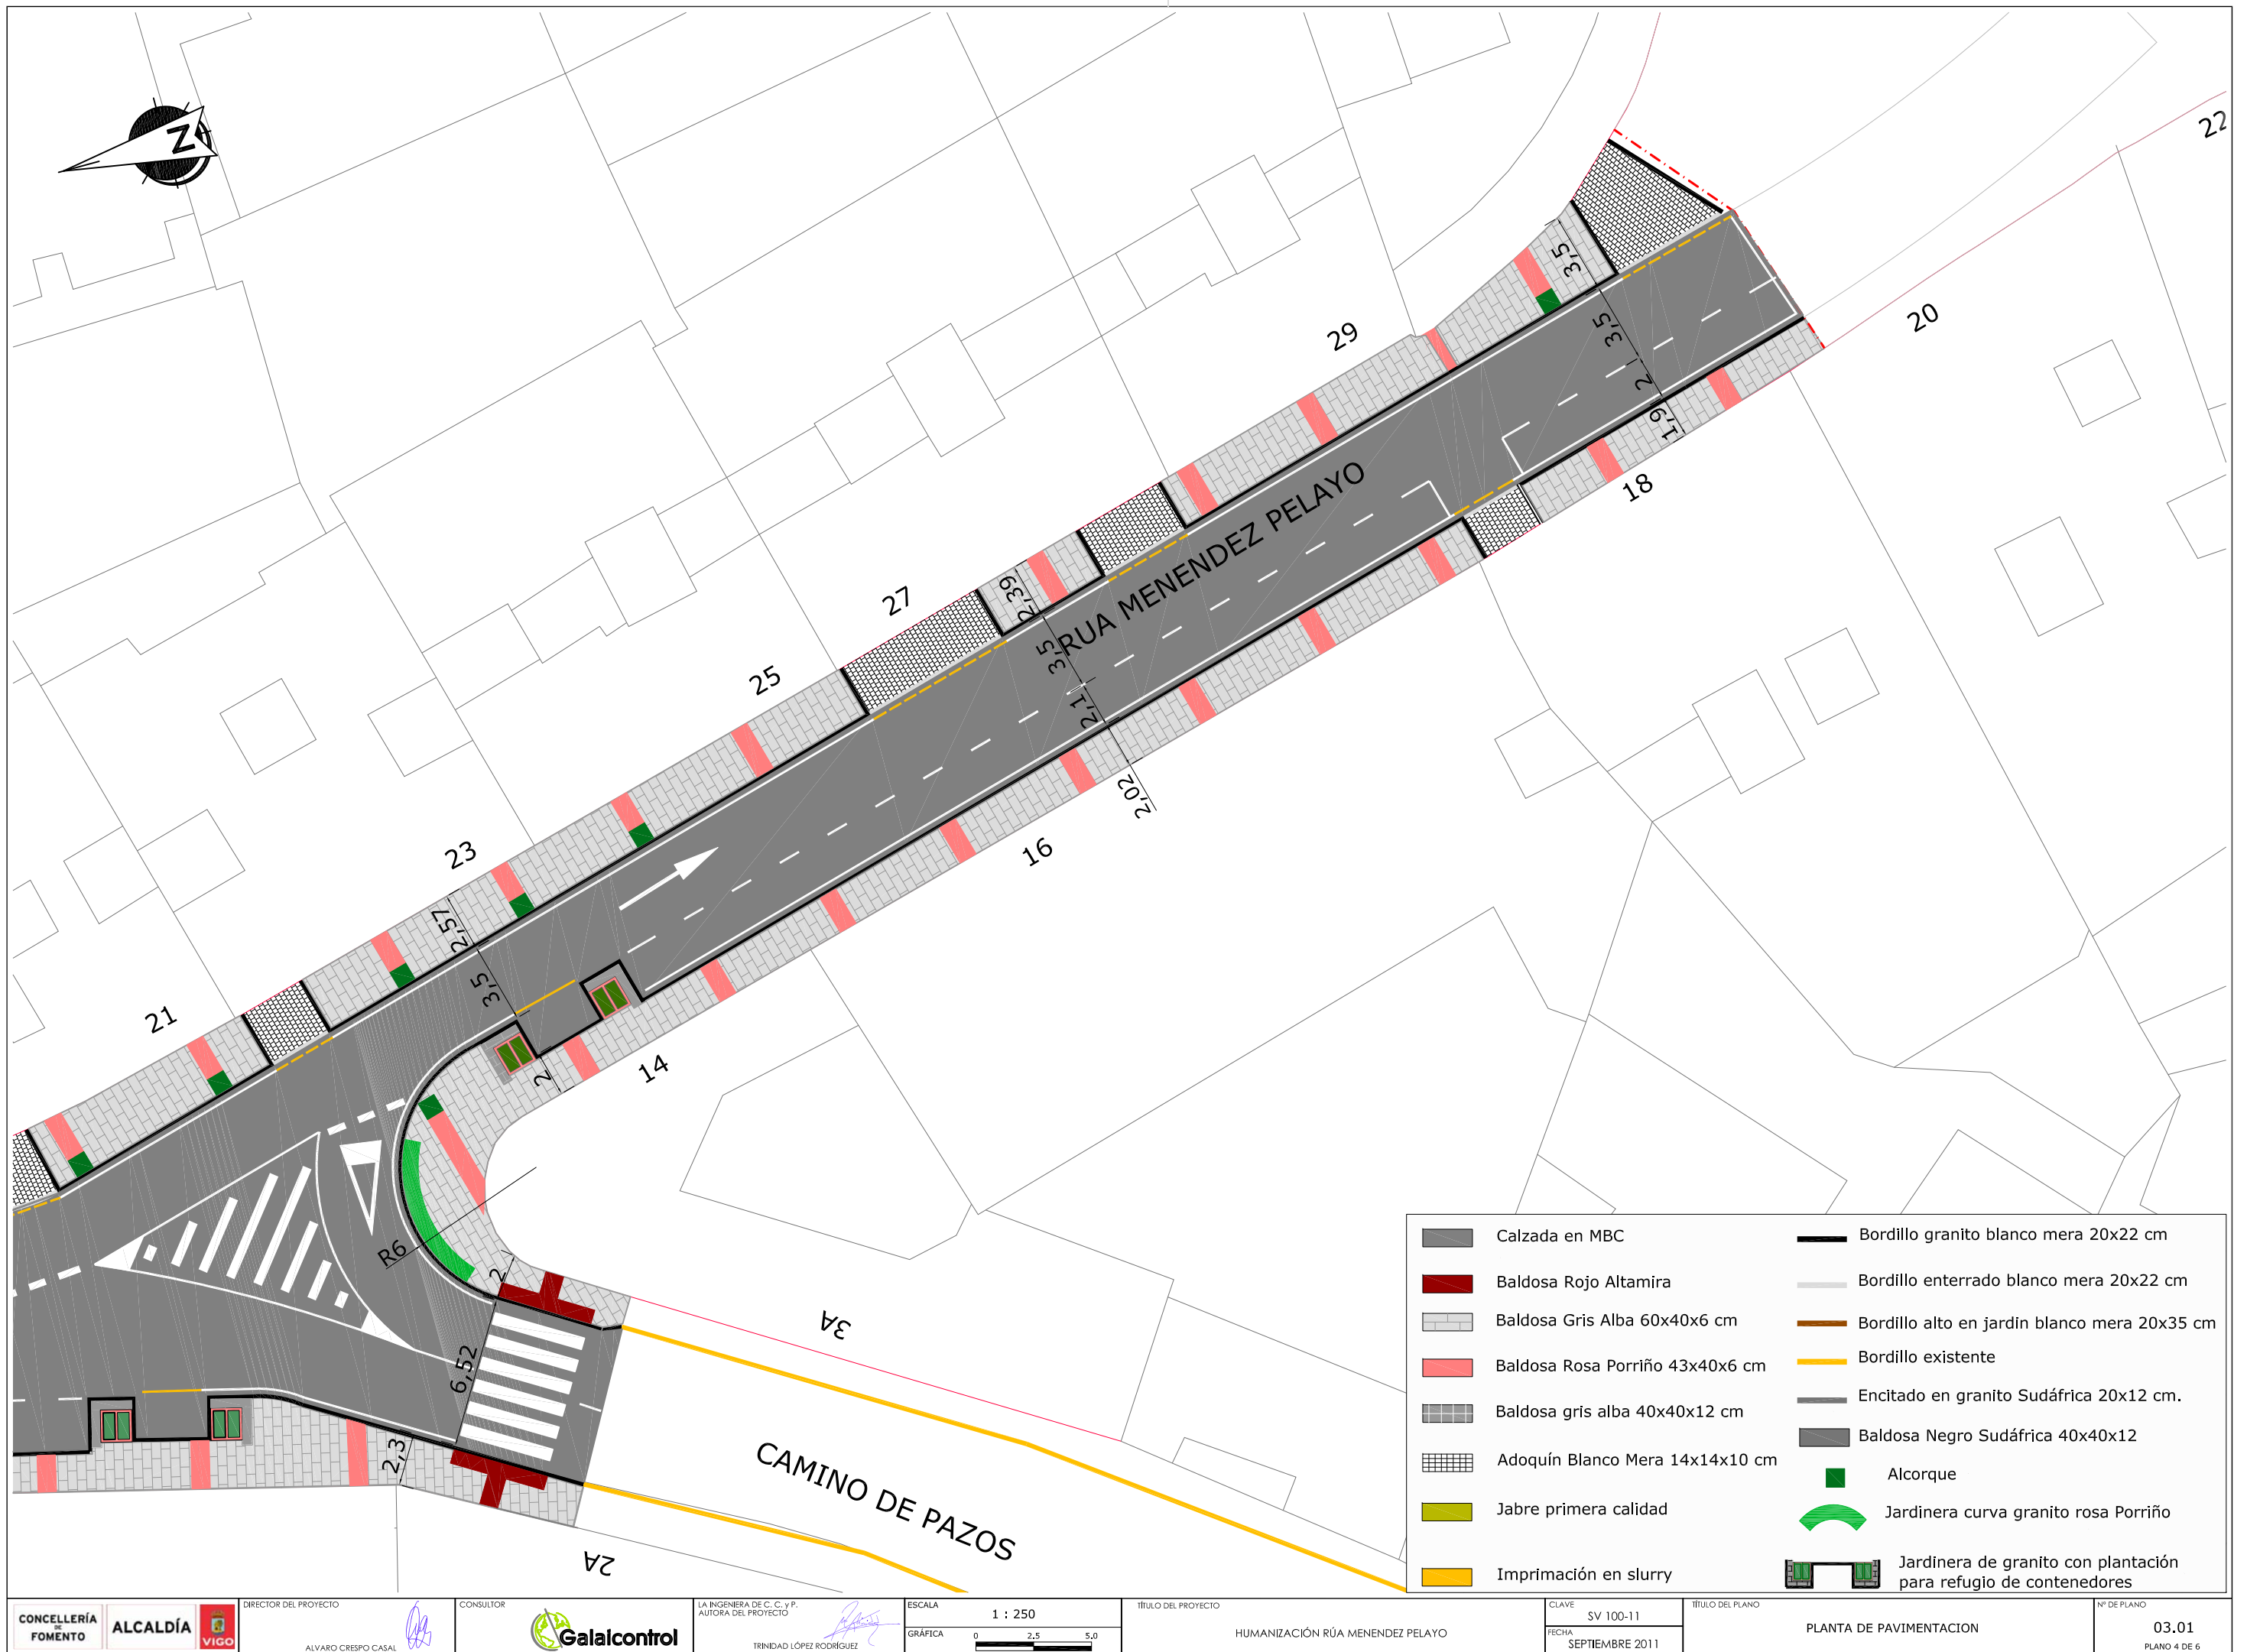 N
22
20
3,5
29
3,5
2
1,9
18
RUA MENENDEZ PELAYO
27
2,39
3,5
25
2,1
2,02
16
23
2,57
3,5
21
2
14
R6
2
3A
6,52
2,3
CAMINO DE PAZOS
2A
Calzada en MBC
Baldosa Rojo Altamira
Baldosa Gris Alba 60x40x6 cm
Baldosa Rosa Porriño 43x40x6 cm
Baldosa gris alba 40x40x12 cm
Adoquín Blanco Mera 14x14x10 cm
Jabre primera calidad
Imprimación en slurry
Bordillo granito blanco mera 20x22 cm
Bordillo enterrado blanco mera 20x22 cm
Bordillo alto en jardín blanco mera 20x35 cm
Bordillo existente
Encitado en granito Sudáfrica 20x12 cm.
Baldosa Negro Sudáfrica 40x40x12
Alcorque
Jardinera curva granito rosa Porriño
Jardinera de granito con plantación
para refugio de contenedores
CONCELLERÍA
DE
FOMENTO
ALCALDÍA
VIGO
DIRECTOR DEL PROYECTO
ALVARO CRESPO CASAL
CONSULTOR
Galaicontrol
LA INGENIERA DE C. C. y P.
AUTORA DEL PROYECTO
TRINIDAD LÓPEZ RODRÍGUEZ
ESCALA
1 : 250
GRÁFICA
0 2,5 5,0
TÍTULO DEL PROYECTO
HUMANIZACIÓN RÚA MENENDEZ PELAYO
CLAVE
SV 100-11
FECHA
SEPTIEMBRE 2011
TÍTULO DEL PLANO
PLANTA DE PAVIMENTACION
Nº DE PLANO
03.01
PLANO 4 DE 6